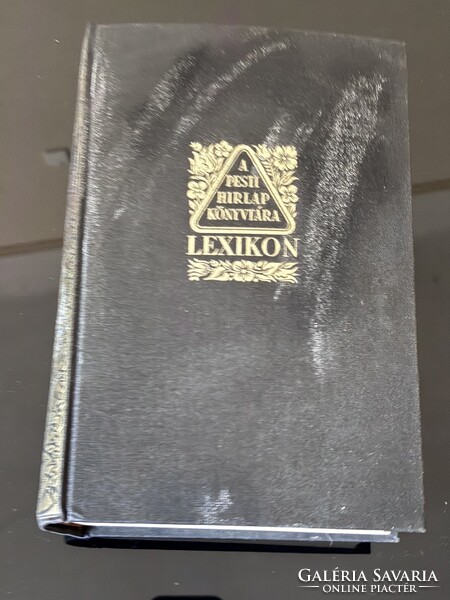 A
PESTI
HIRLAP
KÖNYVTÁRA
LEXIKON
GALÉRIA SAVARIA
ONLINE PIACTÉR